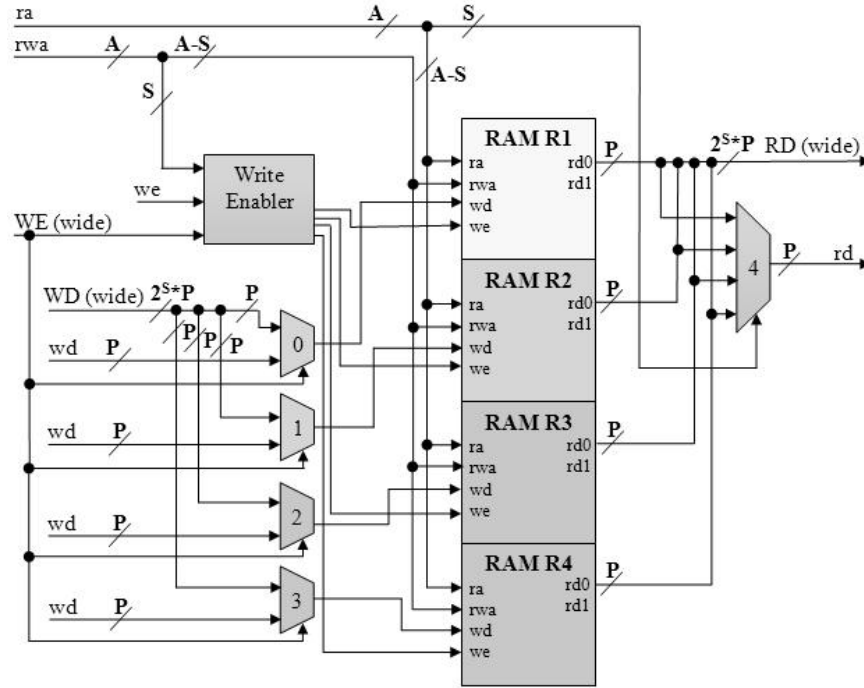 ra A S
rwa A A-S
A-S
S
RAM R1
P 2^S*P RD (wide)
ra rd0
rwa rd1
wd
we
Write
Enabler
we
WE (wide)
4 P rd
RAM R2
P
ra rd0
rwa rd1
wd
we
WD (wide) 2^S*P P
P P P
wd P 0
wd P 1
RAM R3
P
ra rd0
rwa rd1
wd
we
wd P 2
RAM R4
P
ra rd0
rwa rd1
wd
we
wd P 3